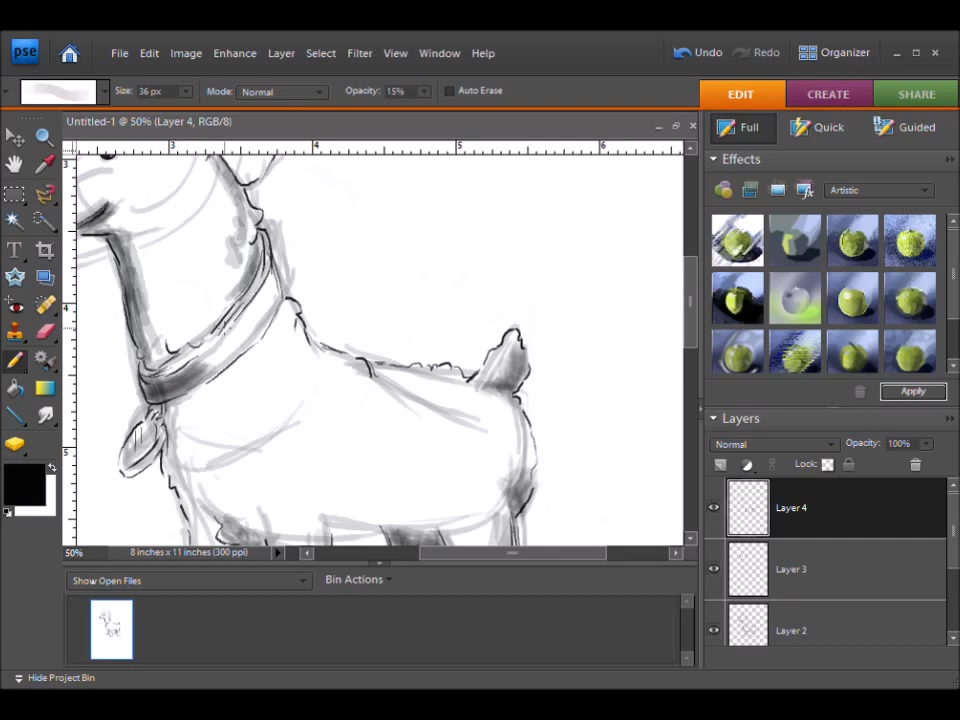 pse File Edit Image Enhance Layer Select Filter View Window Help Undo Redo Organizer
Size: 36 px Mode: Normal Opacity: 15% Auto Erase
EDIT CREATE SHARE
Untitled-1 @ 50% (Layer 4, RGB/8)
Full Quick Guided
3 4 5 6
3
4
5
Effects
Artistic
Apply
Layers
Normal Opacity: 100%
Lock:
Layer 4
Layer 3
Layer 2
50% 8 inches x 11 inches (300 ppi)
Show Open Files Bin Actions
Hide Project Bin